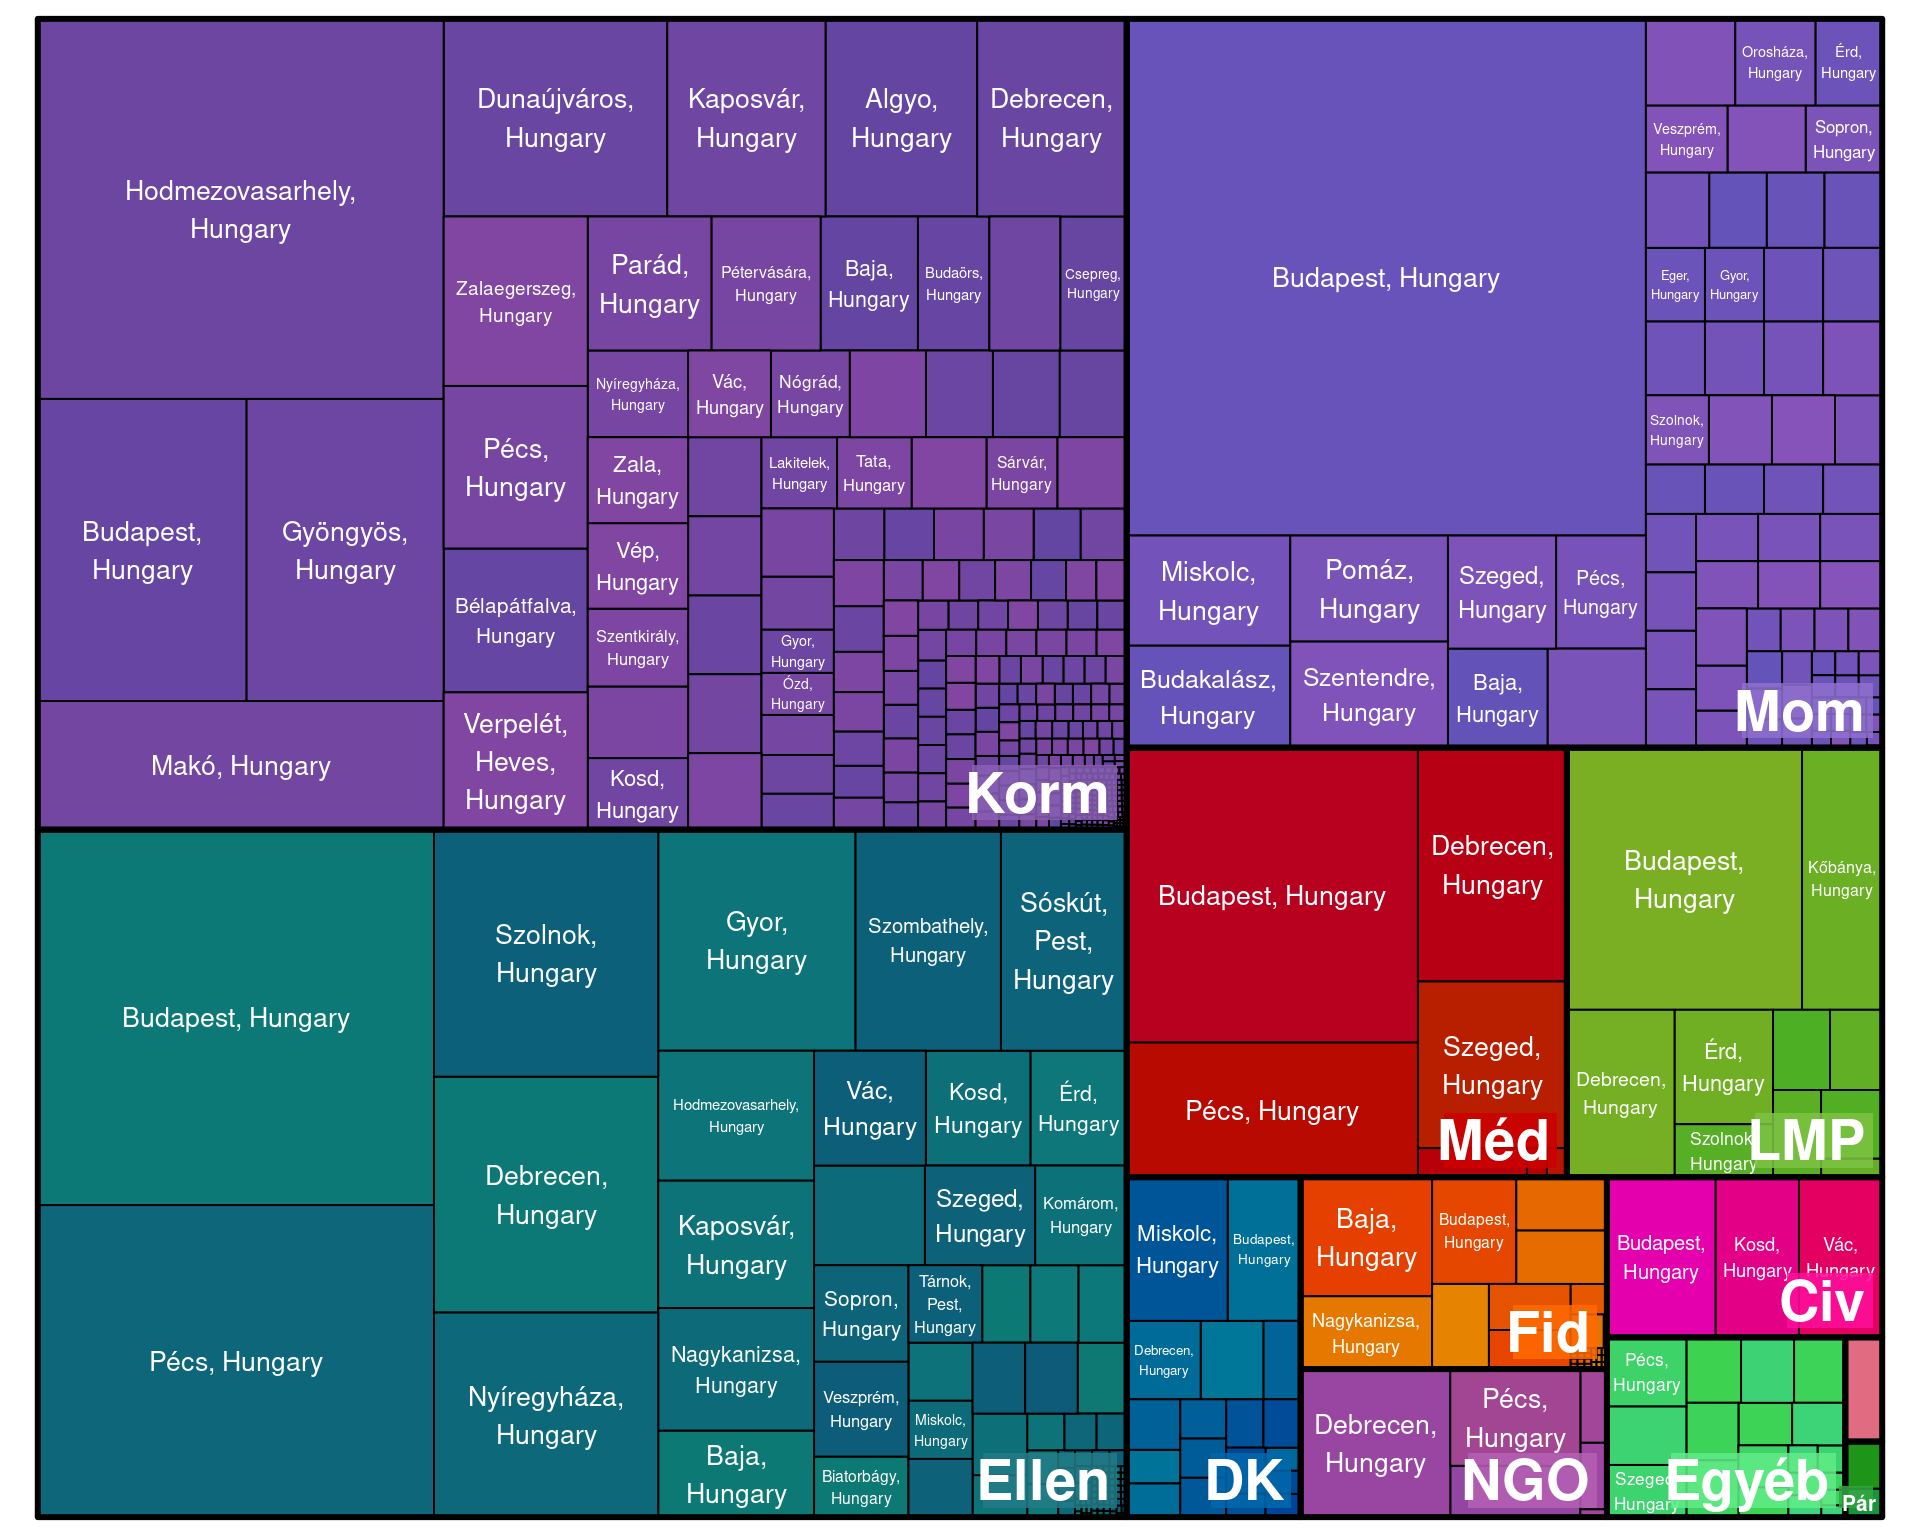 Hodmezovasarhely,
Hungary
Budapest,
Hungary
Gyöngyös,
Hungary
Makó, Hungary
Dunaújváros,
Hungary
Kaposvár,
Hungary
Algyo,
Hungary
Debrecen,
Hungary
Zalaegerszeg,
Hungary
Parád,
Hungary
Pétervására,
Hungary
Baja,
Hungary
Budaörs,
Hungary
Csepreg,
Hungary
Nyíregyháza,
Hungary
Vác,
Hungary
Nógrád,
Hungary
Pécs,
Hungary
Zala,
Hungary
Lakitelek,
Hungary
Tata,
Hungary
Sárvár,
Hungary
Vép,
Hungary
Bélapátfalva,
Hungary
Szentkirály,
Hungary
Gyor,
Hungary
Ózd,
Hungary
Verpelét,
Heves,
Hungary
Kosd,
Hungary
Korm
Budapest, Hungary
Orosháza,
Hungary
Érd,
Hungary
Veszprém,
Hungary
Sopron,
Hungary
Eger,
Hungary
Gyor,
Hungary
Szolnok,
Hungary
Miskolc,
Hungary
Pomáz,
Hungary
Szeged,
Hungary
Pécs,
Hungary
Budakalász,
Hungary
Szentendre,
Hungary
Baja,
Hungary
Mom
Budapest, Hungary
Pécs, Hungary
Szolnok,
Hungary
Debrecen,
Hungary
Nyíregyháza,
Hungary
Gyor,
Hungary
Szombathely,
Hungary
Sóskút,
Pest,
Hungary
Hodmezovasarhely,
Hungary
Vác,
Hungary
Kosd,
Hungary
Érd,
Hungary
Kaposvár,
Hungary
Szeged,
Hungary
Komárom,
Hungary
Nagykanizsa,
Hungary
Sopron,
Hungary
Tárnok,
Pest,
Hungary
Veszprém,
Hungary
Miskolc,
Hungary
Baja,
Hungary
Biatorbágy,
Hungary
Ellen
Budapest, Hungary
Debrecen,
Hungary
Pécs, Hungary
Szeged,
Hungary
Méd
Budapest,
Hungary
Kőbánya,
Hungary
Debrecen,
Hungary
Érd,
Hungary
Szolnok,
Hungary
LMP
Miskolc,
Hungary
Budapest,
Hungary
Debrecen,
Hungary
DK
Baja,
Hungary
Budapest,
Hungary
Nagykanizsa,
Hungary
Fid
Debrecen,
Hungary
Pécs,
Hungary
NGO
Budapest,
Hungary
Kosd,
Hungary
Vác,
Hungary
Civ
Pécs,
Hungary
Szeged,
Hungary
Egyéb
Pár